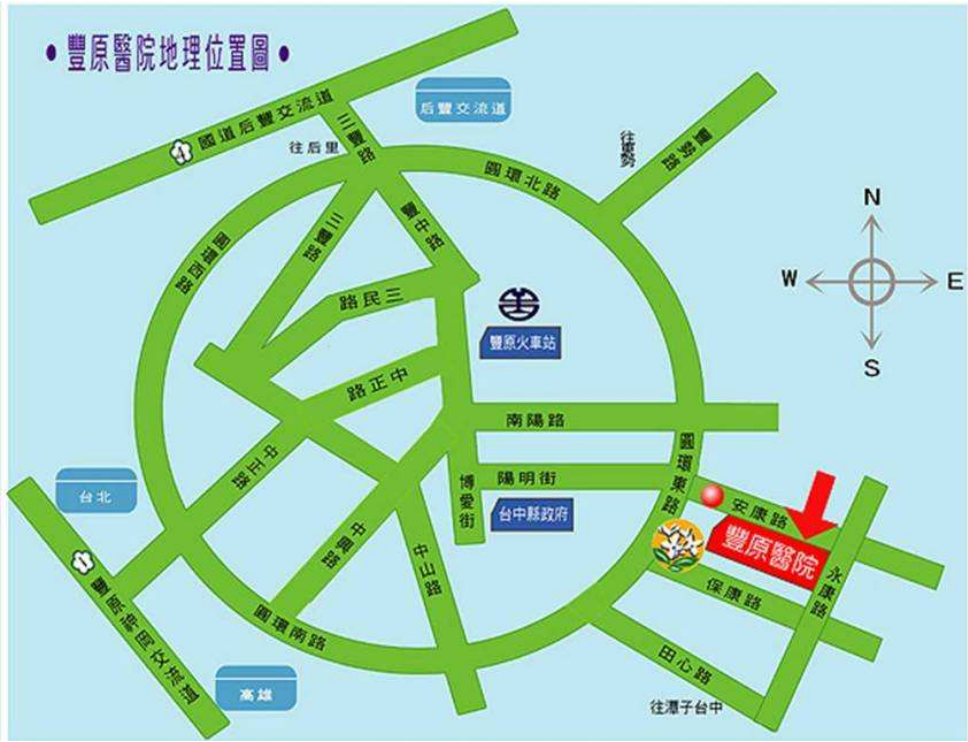 • 豐原醫院地理位置圖 •
國道后豐交流道
1
后豐交流道
三豐路
往后里
圓環北路
往東勢
東勢路
豐中路
三豐路
圓環西路
三民路
豐原火車站
N
W
E
S
中正路
南陽路
圓環東路
中正路
陽明街
博愛街
台中縣政府
安康路
豐原醫院
永康路
保康路
台北
1
豐原神岡交流道
中興路
中山路
圓環南路
田心路
往潭子台中
高雄